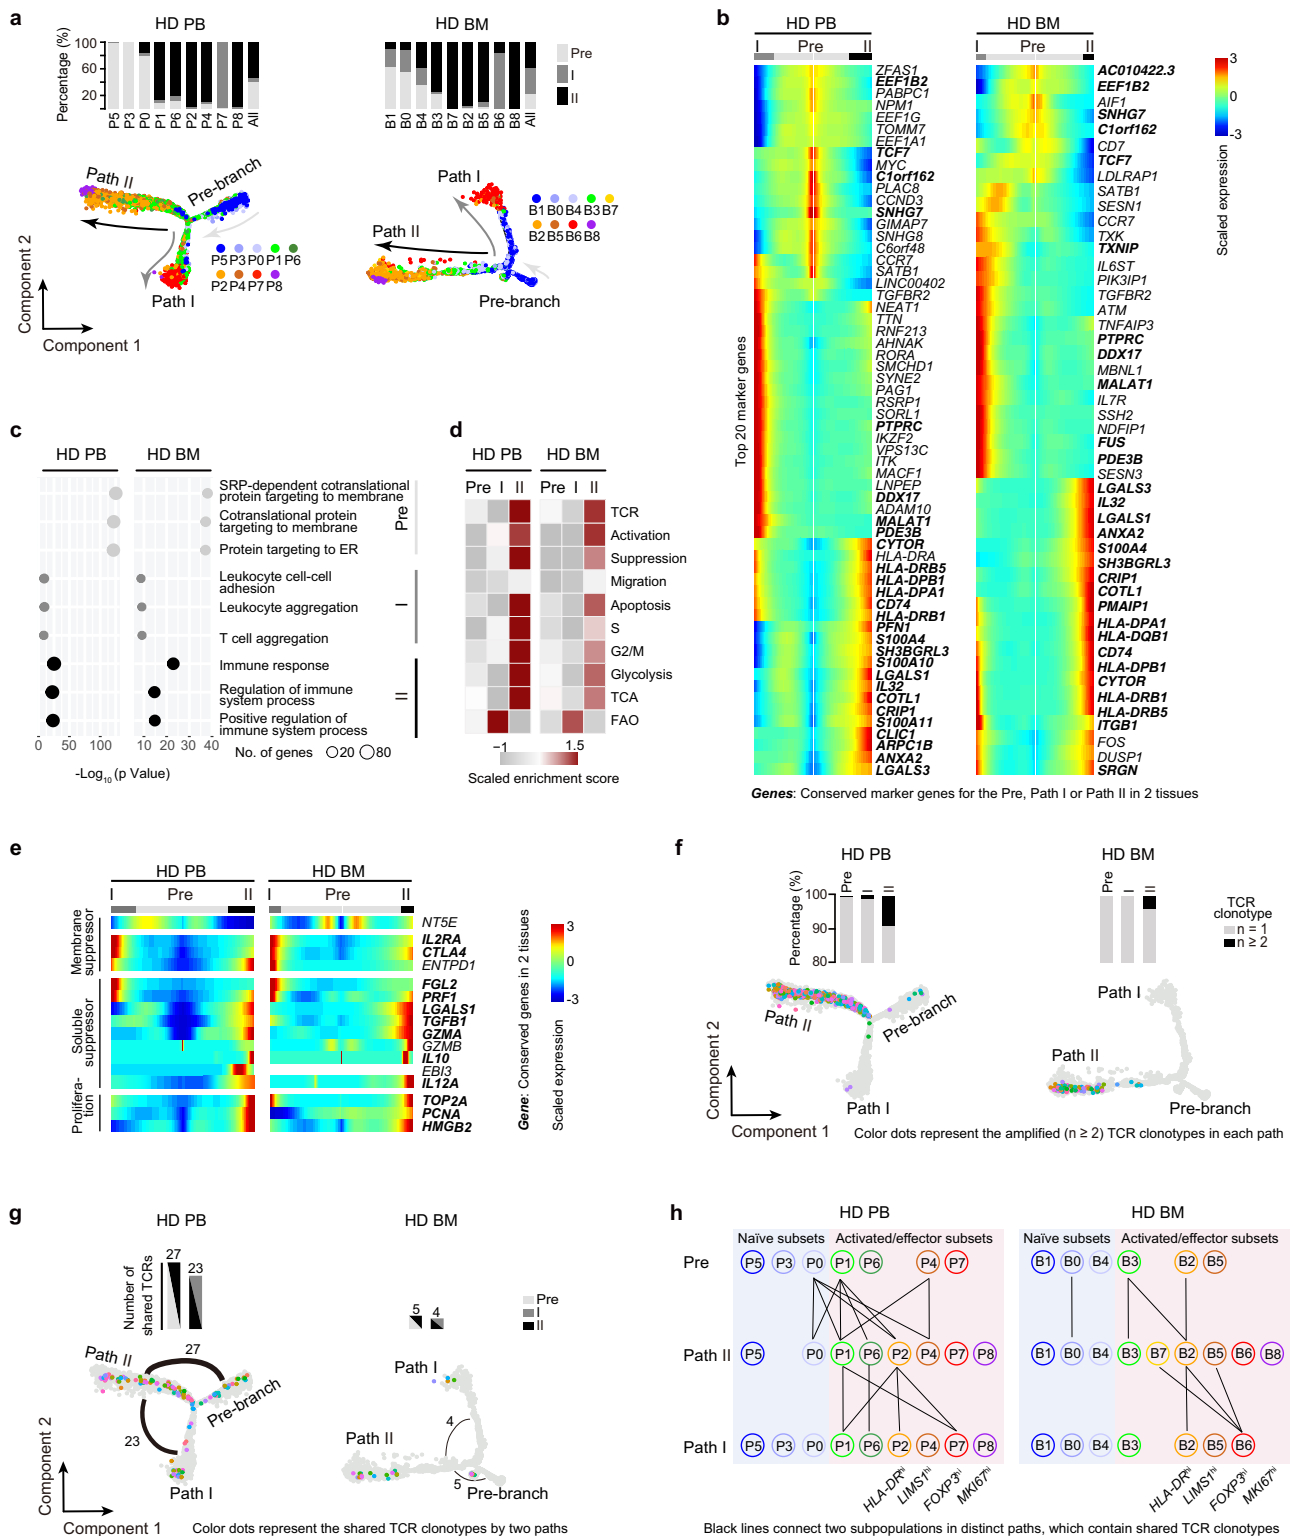 a
HD PB
HD BM
Percentage (%)
100
60
20
P5 P3 P0 P1 P6 P2 P4 P7 P8 All
B1 B0 B4 B3 B7 B2 B5 B6 B8 All
Pre
I
II
Path II
Pre-branch
Path I
P5 P3 P0 P1 P6
P2 P4 P7 P8
Component 2
Component 1
Path I
Path II
Pre-branch
B1 B0 B4 B3 B7
B2 B5 B6 B8
b
HD PB
HD BM
I Pre II
I Pre II
Top 20 marker genes
ZFAS1
EEF1B2
PABPC1
NPM1
EEF1G
TOMM7
EEF1A1
TCF7
MYC
C1orf162
PLAC8
CCND3
SNHG7
GIMAP7
SNHG8
C6orf48
CCR7
SATB1
LINC00402
TGFBR2
NEAT1
TTN
RNF213
AHNAK
RORA
SMCHD1
SYNE2
PAG1
RSRP1
SORL1
PTPRC
IKZF2
VPS13C
ITK
MACF1
LNPEP
DDX17
ADAM10
MALAT1
PDE3B
CYTOR
HLA-DRA
HLA-DRB5
HLA-DPB1
HLA-DPA1
CD74
HLA-DRB1
PFN1
S100A4
SH3BGRL3
S100A10
LGALS1
IL32
COTL1
CRIP1
S100A11
CLIC1
ARPC1B
ANXA2
LGALS3
AC010422.3
EEF1B2
AIF1
SNHG7
C1orf162
CD7
TCF7
LDLRAP1
SATB1
SESN1
CCR7
TXK
TXNIP
IL6ST
PIK3IP1
TGFBR2
ATM
TNFAIP3
PTPRC
DDX17
MBNL1
MALAT1
IL7R
SSH2
NDFIP1
FUS
PDE3B
SESN3
LGALS3
IL32
LGALS1
ANXA2
S100A4
SH3BGRL3
CRIP1
COTL1
PMAIP1
HLA-DPA1
HLA-DQB1
CD74
HLA-DPB1
CYTOR
HLA-DRB1
HLA-DRB5
ITGB1
FOS
DUSP1
SRGN
3
-3
Scaled expression
Genes: Conserved marker genes for the Pre, Path I or Path II in 2 tissues
c
HD PB
HD BM
SRP-dependent cotranslational
protein targeting to membrane
Cotranslational protein
targeting to membrane
Protein targeting to ER
Leukocyte cell-cell
adhesion
Leukocyte aggregation
T cell aggregation
Immune response
Regulation of immune
system process
Positive regulation of
immune system process
Pre
I
II
0 50 100
10 20 30 40
No. of genes 20 80
-Log10 (p Value)
d
HD PB
HD BM
Pre I II
Pre I II
TCR
Activation
Suppression
Migration
Apoptosis
S
G2/M
Glycolysis
TCA
FAO
−1 1.5
Scaled enrichment score
e
HD PB
HD BM
I Pre II
I Pre II
Membrane
suppressor
Soluble
suppressor
Prolifera-
tion
NT5E
IL2RA
CTLA4
ENTPD1
FGL2
PRF1
LGALS1
TGFB1
GZMA
GZMB
IL10
EBI3
IL12A
TOP2A
PCNA
HMGB2
Gene: Conserved genes in 2 tissues
3
-3
Scaled expression
f
HD PB
HD BM
Percentage (%)
100
90
80
Pre I II
Pre I II
TCR
clonotype
n = 1
n ≥ 2
Path II
Pre-branch
Path I
Component 2
Component 1
Path I
Path II
Pre-branch
Color dots represent the amplified (n ≥ 2) TCR clonotypes in each path
g
HD PB
HD BM
Number of
shared TCRs
27
23
5
4
Pre
I
II
Path II
27
Pre-branch
23
Path I
Component 2
Component 1
Path I
4
Path II
5
Pre-branch
Color dots represent the shared TCR clonotypes by two paths
h
HD PB
HD BM
Naïve subsets Activated/effector subsets
Naïve subsets Activated/effector subsets
Pre P5 P3 P0 P1 P6 P4 P7 B1 B0 B4 B3 B2 B5
Path II P5 P0 P1 P6 P2 P4 P7 P8 B1 B0 B4 B3 B7 B2 B5 B6 B8
Path I P5 P3 P0 P1 P6 P2 P4 P7 P8 B1 B0 B4 B3 B2 B5 B6
HLA-DRhi LIMS1hi FOXP3hi MKI67hi
HLA-DRhi LIMS1hi FOXP3hi MKI67hi
Black lines connect two subpopulations in distinct paths, which contain shared TCR clonotypes